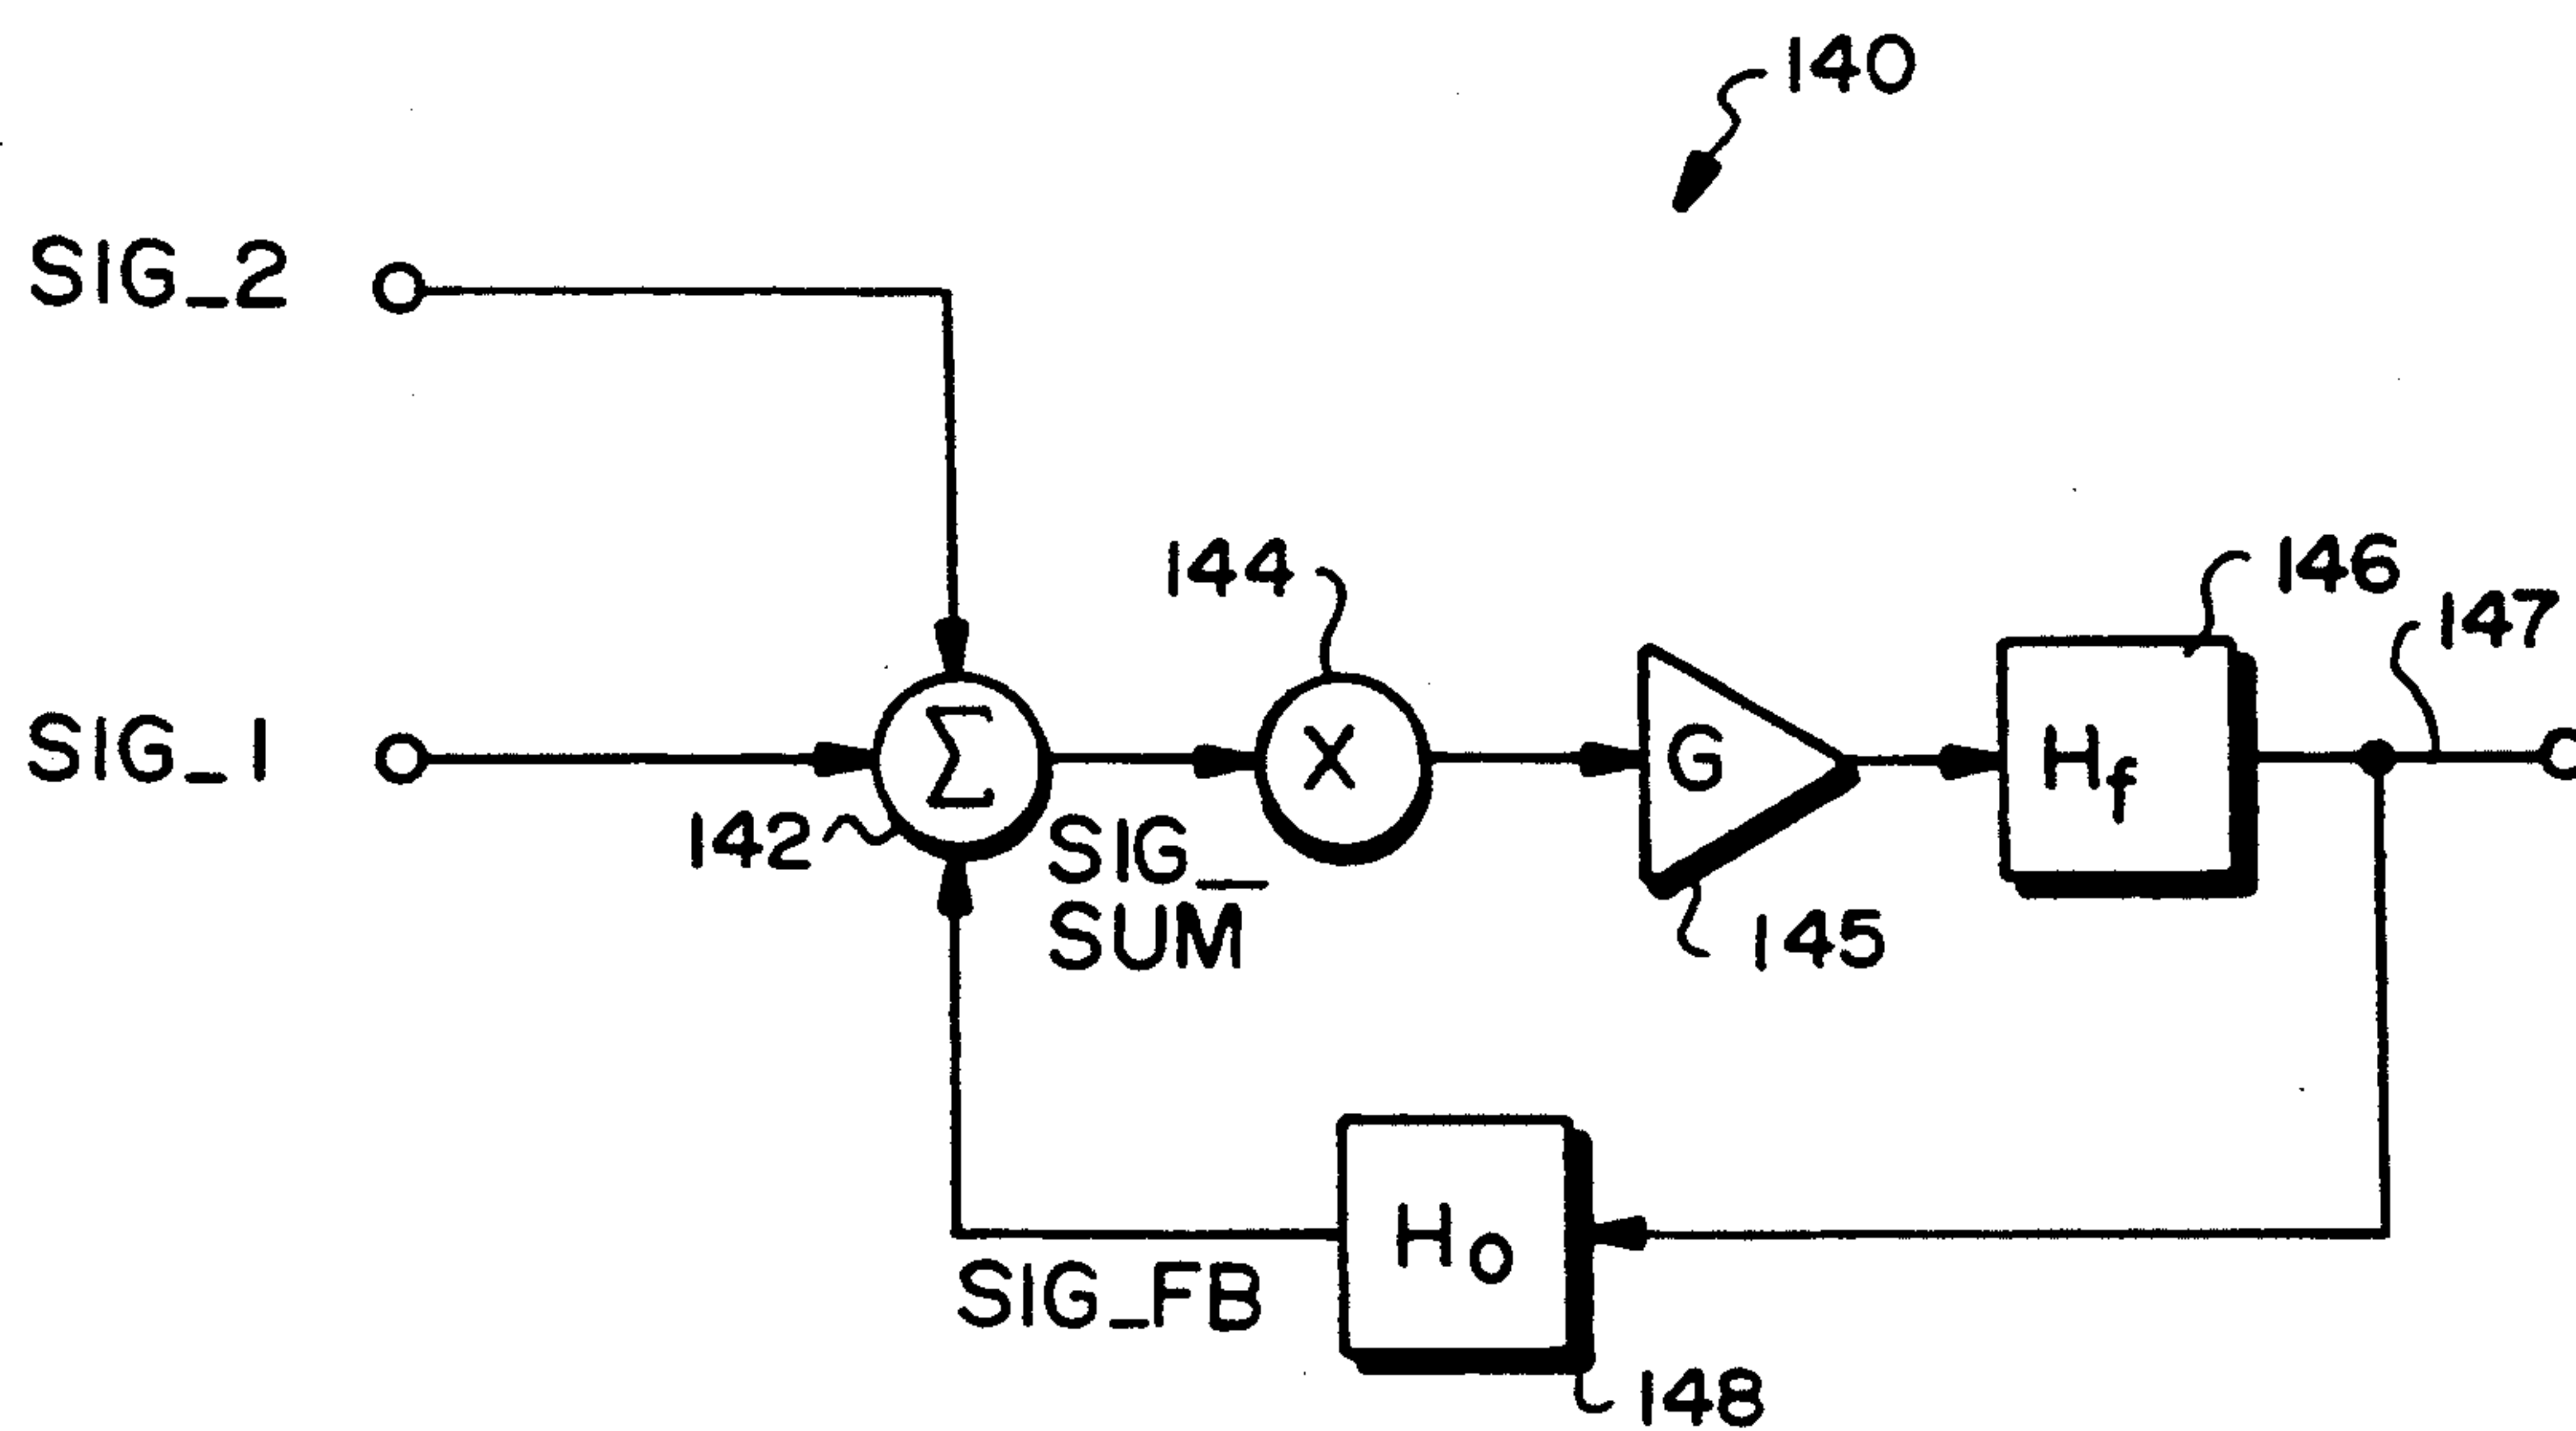 140
SIG_2
144
146
147
SIG_1
Σ
X
G
Hf
142
SIG_
SUM
145
HO
SIG_FB
148